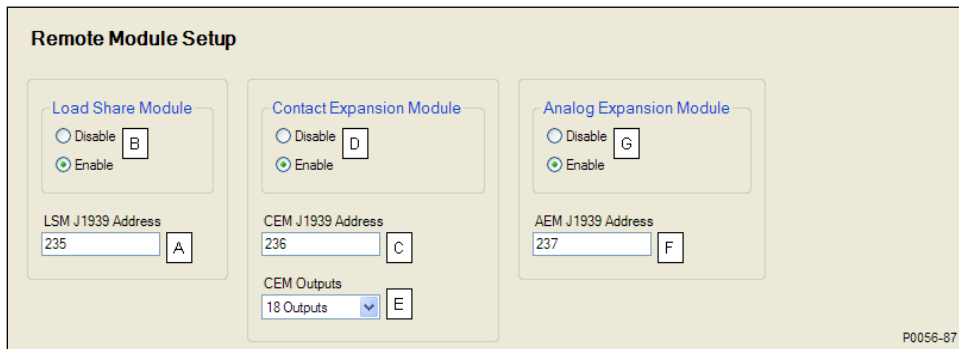 Remote Module Setup
Load Share Module
Disable
B
Enable
LSM J1939 Address
235
A
Contact Expansion Module
Disable
D
Enable
CEM J1939 Address
236
C
CEM Outputs
18 Outputs
E
Analog Expansion Module
Disable
G
Enable
AEM J1939 Address
237
F
P0056-87